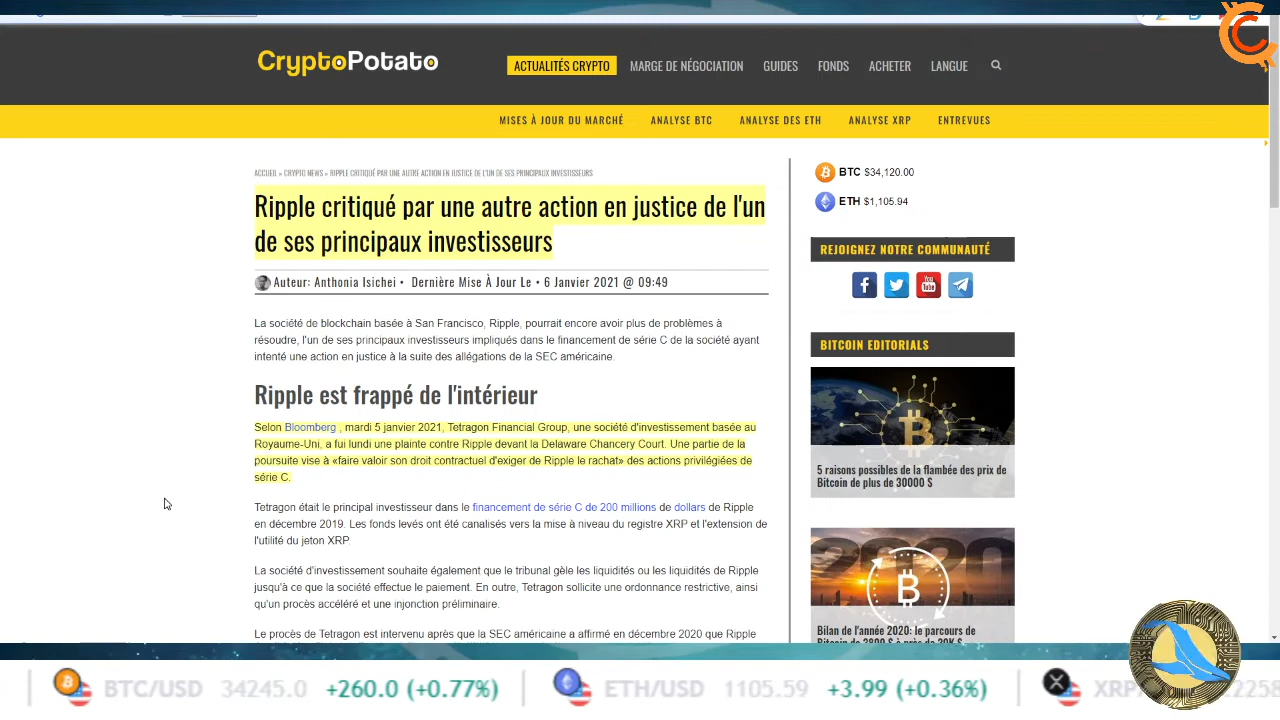 CryptoPotato
ACTUALITÉS CRYPTO MARGE DE NÉGOCIATION GUIDES FONDS ACHETER LANGUE
MISES À JOUR DU MARCHÉ ANALYSE BTC ANALYSE DES ETH ANALYSE XRP ENTREVUES
ACCUEIL » CRYPTO NEWS » RIPPLE CRITIQUÉ PAR UNE AUTRE ACTION EN JUSTICE DE L'UN DE SES PRINCIPAUX INVESTISSEURS
Ripple critiqué par une autre action en justice de l'un
de ses principaux investisseurs
Auteur: Anthonia Isichei • Dernière Mise À Jour Le • 6 Janvier 2021 @ 09:49
La société de blockchain basée à San Francisco, Ripple, pourrait encore avoir plus de problèmes à
résoudre, l'un de ses principaux investisseurs impliqués dans le financement de série C de la société ayant
intenté une action en justice à la suite des allégations de la SEC américaine.
Ripple est frappé de l'intérieur
Selon Bloomberg , mardi 5 janvier 2021, Tetragon Financial Group, une société d'investissement basée au
Royaume-Uni, a fui lundi une plainte contre Ripple devant la Delaware Chancery Court. Une partie de la
poursuite vise à «faire valoir son droit contractuel d'exiger de Ripple le rachat» des actions privilégiées de
série C.
Tetragon était le principal investisseur dans le financement de série C de 200 millions de dollars de Ripple
en décembre 2019. Les fonds levés ont été canalisés vers la mise à niveau du registre XRP et l'extension de
l'utilité du jeton XRP
La société d'investissement souhaite également que le tribunal gèle les liquidités ou les liquidités de Ripple
jusqu'à ce que la société effectue le paiement. En outre, Tetragon sollicite une ordonnance restrictive, ainsi
qu'un procès accéléré et une injonction préliminaire.
Le procès de Tetragon est intervenu après que la SEC américaine a affirmé en décembre 2020 que Ripple
BTC $34,120.00
ETH $1,105.94
REJOIGNEZ NOTRE COMMUNAUTÉ
BITCOIN EDITORIALS
5 raisons possibles de la flambée des prix de
Bitcoin de plus de 30000 $
2020
Bilan de l'année 2020: le parcours de
Bitcoin de 3800 $ à près de 30K $
BTC/USD 34245.0 +260.0 (+0.77%) ETH/USD 1105.59 +3.99 (+0.36%)